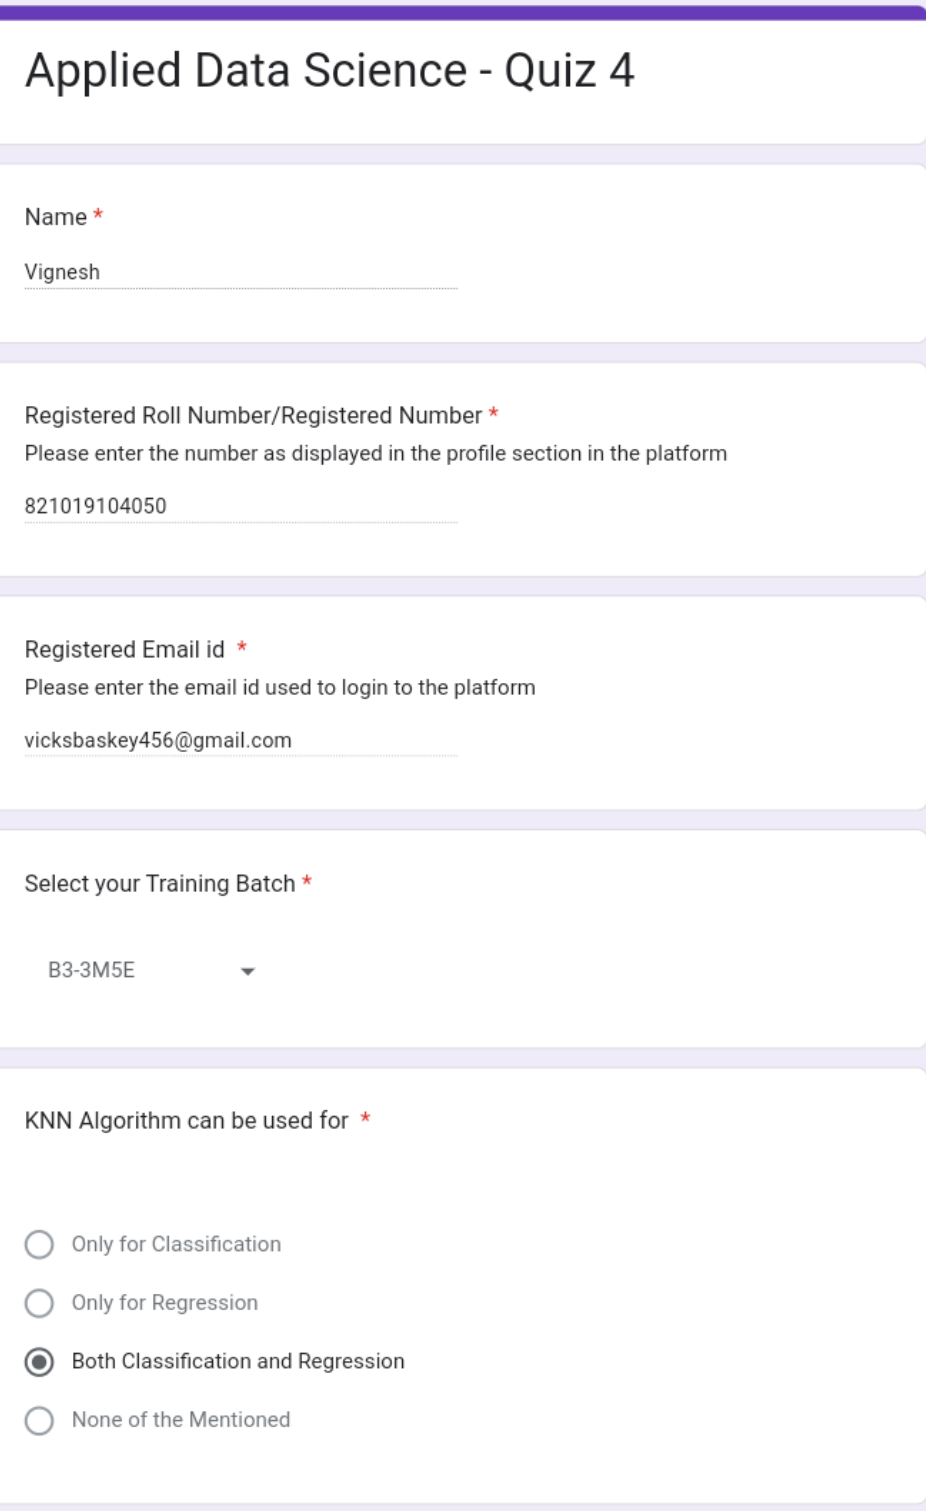 Applied Data Science - Quiz 4
Name *
Vignesh
Registered Roll Number/Registered Number *
Please enter the number as displayed in the profile section in the platform
821019104050
Registered Email id *
Please enter the email id used to login to the platform
vicksbaskey456@gmail.com
Select your Training Batch *
B3-3M5E
KNN Algorithm can be used for *
Only for Classification
Only for Regression
Both Classification and Regression
None of the Mentioned